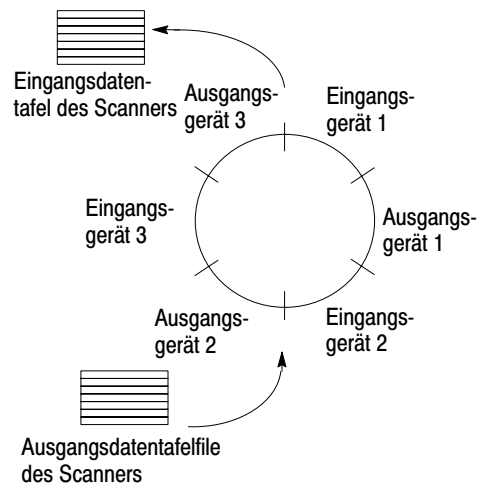 Eingangsdaten-
tafel des Scanners
Ausgangs-
gerät 3
Eingangs-
gerät 1
Eingangs-
gerät 3
Ausgangs-
gerät 1
Ausgangs-
gerät 2
Eingangs-
gerät 2
Ausgangsdatentafelfile
des Scanners